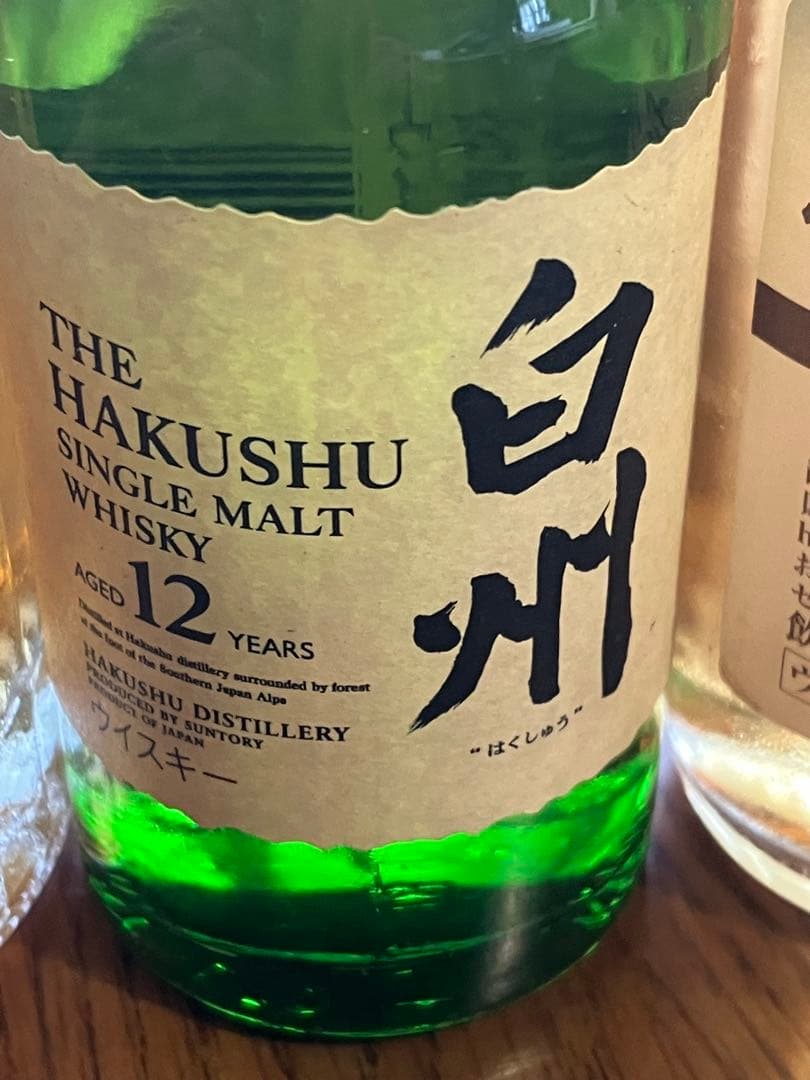 THE
HAKUSHU
SINGLE MALT
WHISKY
AGED 12 YEARS
Distilled at Hakushu distillery surrounded by forest
at the foot of the Southern Japan Alps
HAKUSHU DISTILLERY
PRODUCED BY SUNTORY
PRODUCT OF JAPAN
ウイスキー
白州
"はくしゅう"